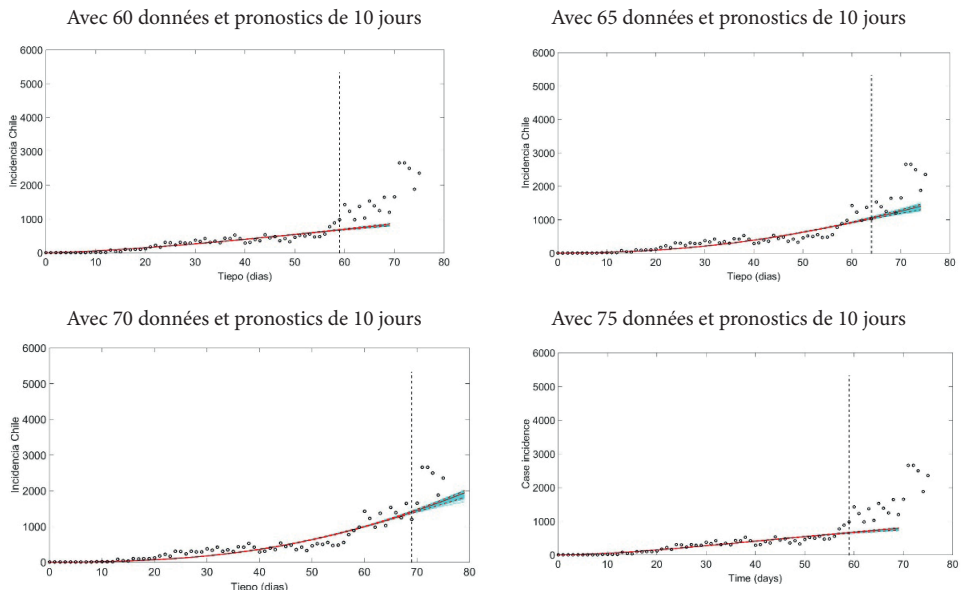 Avec 60 données et pronostics de 10 jours
Avec 65 données et pronostics de 10 jours
6000
5000
4000
3000
2000
1000
0
Incidencia Chile
0 10 20 30 40 50 60 70 80
Tiepo (dias)
6000
5000
4000
3000
2000
1000
0
Incidencia Chile
0 10 20 30 40 50 60 70 80
Tiepo (dias)
Avec 70 données et pronostics de 10 jours
Avec 75 données et pronostics de 10 jours
6000
5000
4000
3000
2000
1000
0
Incidencia Chile
0 10 20 30 40 50 60 70 80
Tiepo (dias)
6000
5000
4000
3000
2000
1000
0
Case incidence
0 10 20 30 40 50 60 70 80
Time (days)